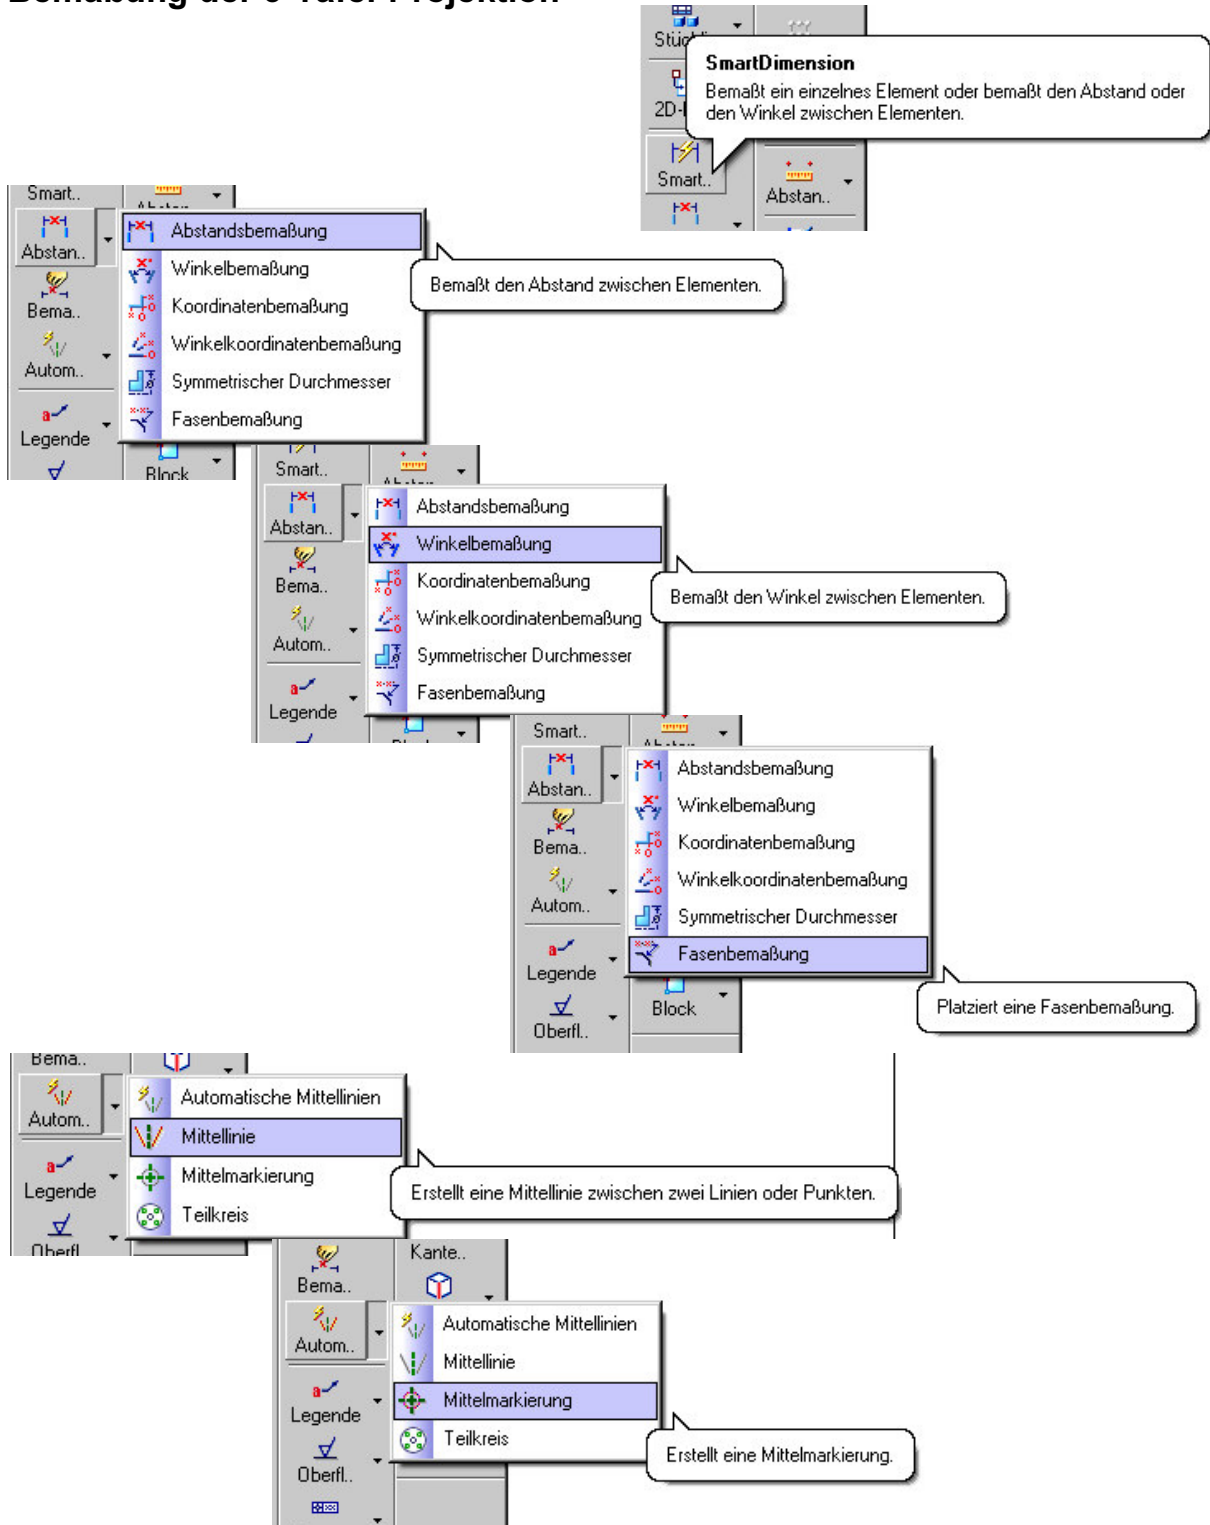 Bemaßung der 3-Tafel-Projektion
SmartDimension
Bemaßt ein einzelnes Element oder bemaßt den Abstand oder
den Winkel zwischen Elementen.
2D-
Smart..
Abstan..
Smart..
Abstan..
Bema..
Autom..
Legende
Block
Abstandsbemaßung
Winkelbemaßung
Koordinatenbemaßung
Winkelkoordinatenbemaßung
Symmetrischer Durchmesser
Fasenbemaßung
Bemaßt den Abstand zwischen Elementen.
Smart..
Abstan..
Bema..
Autom..
Legende
Block
Abstandsbemaßung
Winkelbemaßung
Koordinatenbemaßung
Winkelkoordinatenbemaßung
Symmetrischer Durchmesser
Fasenbemaßung
Bemaßt den Winkel zwischen Elementen.
Smart..
Abstan..
Bema..
Autom..
Legende
Oberfl..
Block
Abstandsbemaßung
Winkelbemaßung
Koordinatenbemaßung
Winkelkoordinatenbemaßung
Symmetrischer Durchmesser
Fasenbemaßung
Platziert eine Fasenbemaßung.
Bema..
Autom..
Legende
Oberfl
Automatische Mittellinien
Mittellinie
Mittelmarkierung
Teilkreis
Erstellt eine Mittellinie zwischen zwei Linien oder Punkten.
Kante..
Bema..
Autom..
Legende
Oberfl..
Automatische Mittellinien
Mittellinie
Mittelmarkierung
Teilkreis
Erstellt eine Mittelmarkierung.